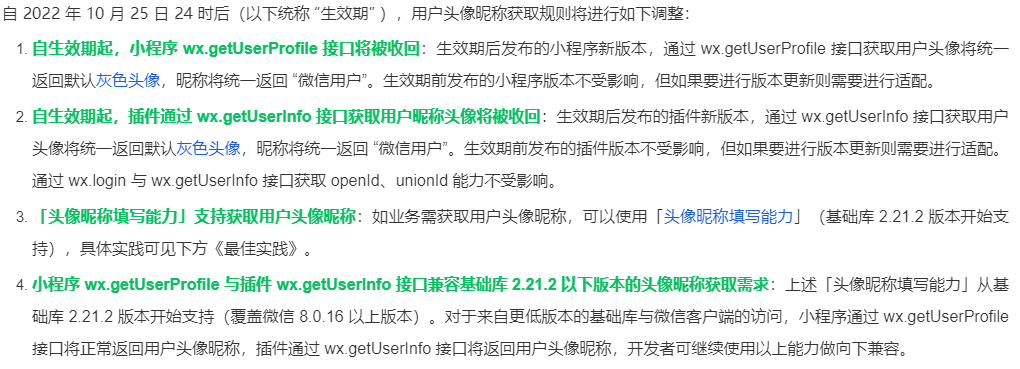 自 2022 年 10 月 25 日 24 时后（以下统称 “生效期” ），用户头像昵称获取规则将进行如下调整：
1. 自生效期起，小程序 wx.getUserProfile 接口将被收回：生效期后发布的小程序新版本，通过 wx.getUserProfile 接口获取用户头像将统一
返回默认灰色头像，昵称将统一返回 “微信用户”。生效期前发布的小程序版本不受影响，但如果要进行版本更新则需要进行适配。
2. 自生效期起，插件通过 wx.getUserInfo 接口获取用户昵称头像将被收回：生效期后发布的插件新版本，通过 wx.getUserInfo 接口获取用户
头像将统一返回默认灰色头像，昵称将统一返回 “微信用户”。生效期前发布的插件版本不受影响，但如果要进行版本更新则需要进行适配。
通过 wx.login 与 wx.getUserInfo 接口获取 openId、unionId 能力不受影响。
3. 「头像昵称填写能力」支持获取用户头像昵称：如业务需获取用户头像昵称，可以使用「头像昵称填写能力」（基础库 2.21.2 版本开始支
持），具体实践可见下方《最佳实践》。
4. 小程序 wx.getUserProfile 与插件 wx.getUserInfo 接口兼容基础库 2.21.2 以下版本的头像昵称获取需求：上述「头像昵称填写能力」从基
础库 2.21.2 版本开始支持（覆盖微信 8.0.16 以上版本）。对于来自更低版本的基础库与微信客户端的访问，小程序通过 wx.getUserProfile
接口将正常返回用户头像昵称，插件通过 wx.getUserInfo 接口将返回用户头像昵称，开发者可继续使用以上能力做向下兼容。